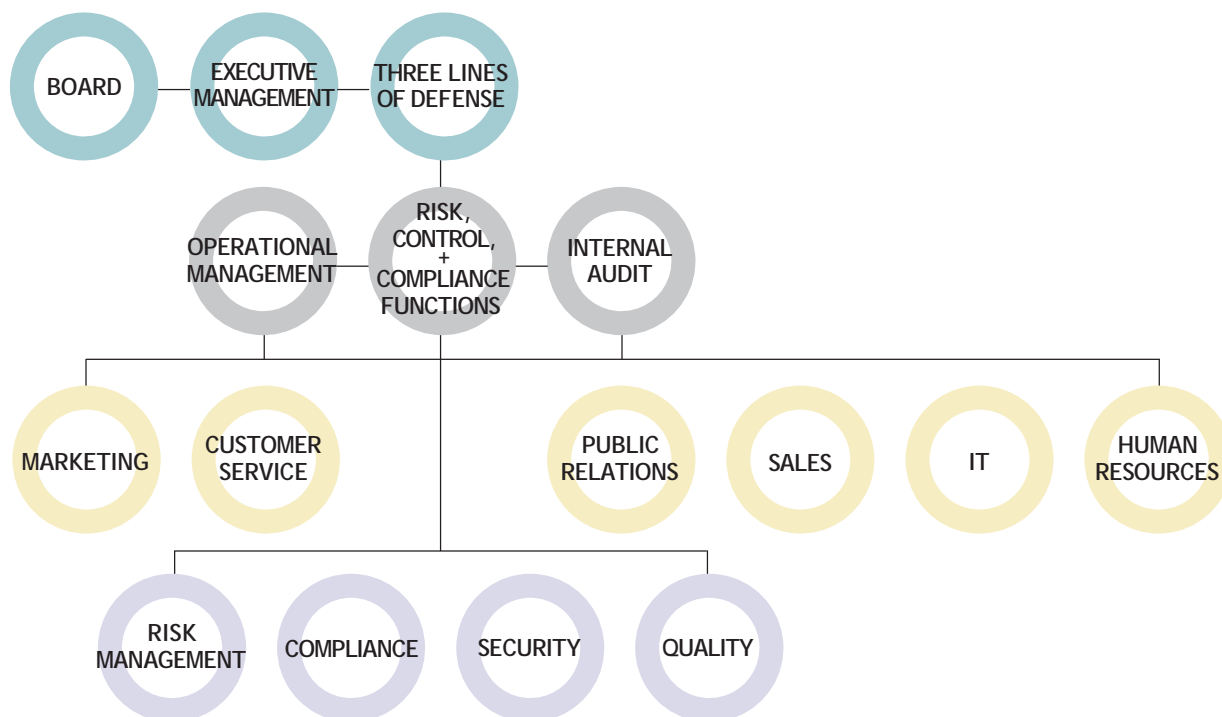 BOARD
EXECUTIVE
MANAGEMENT
THREE LINES
OF DEFENSE
OPERATIONAL
MANAGEMENT
RISK,
CONTROL,
+
COMPLIANCE
FUNCTIONS
INTERNAL
AUDIT
MARKETING
CUSTOMER
SERVICE
PUBLIC
RELATIONS
SALES
IT
HUMAN
RESOURCES
RISK
MANAGEMENT
COMPLIANCE
SECURITY
QUALITY